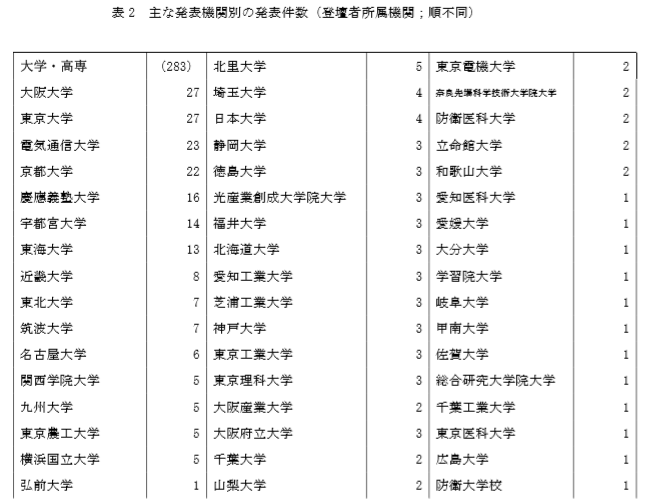 表2 主な発表機関別の発表件数（登壇者所属機関；順不同）
大学・高専 (283) 北里大学 5 東京電機大学 2
大阪大学 27 埼玉大学 4 奈良先端科学技術大学院大学 2
東京大学 27 日本大学 4 防衛医科大学 2
電気通信大学 23 静岡大学 3 立命館大学 2
京都大学 22 徳島大学 3 和歌山大学 2
慶應義塾大学 16 光産業創成大学院大学 3 愛知医科大学 1
宇都宮大学 14 福井大学 3 愛媛大学 1
東海大学 13 北海道大学 3 大分大学 1
近畿大学 8 愛知工業大学 3 学習院大学 1
東北大学 7 芝浦工業大学 3 岐阜大学 1
筑波大学 7 神戸大学 3 甲南大学 1
名古屋大学 6 東京工業大学 3 佐賀大学 1
関西学院大学 5 東京理科大学 3 総合研究大学院大学 1
九州大学 5 大阪産業大学 2 千葉工業大学 1
東京農工大学 5 大阪府立大学 3 東京医科大学 1
横浜国立大学 5 千葉大学 2 広島大学 1
弘前大学 1 山梨大学 2 防衛大学校 1